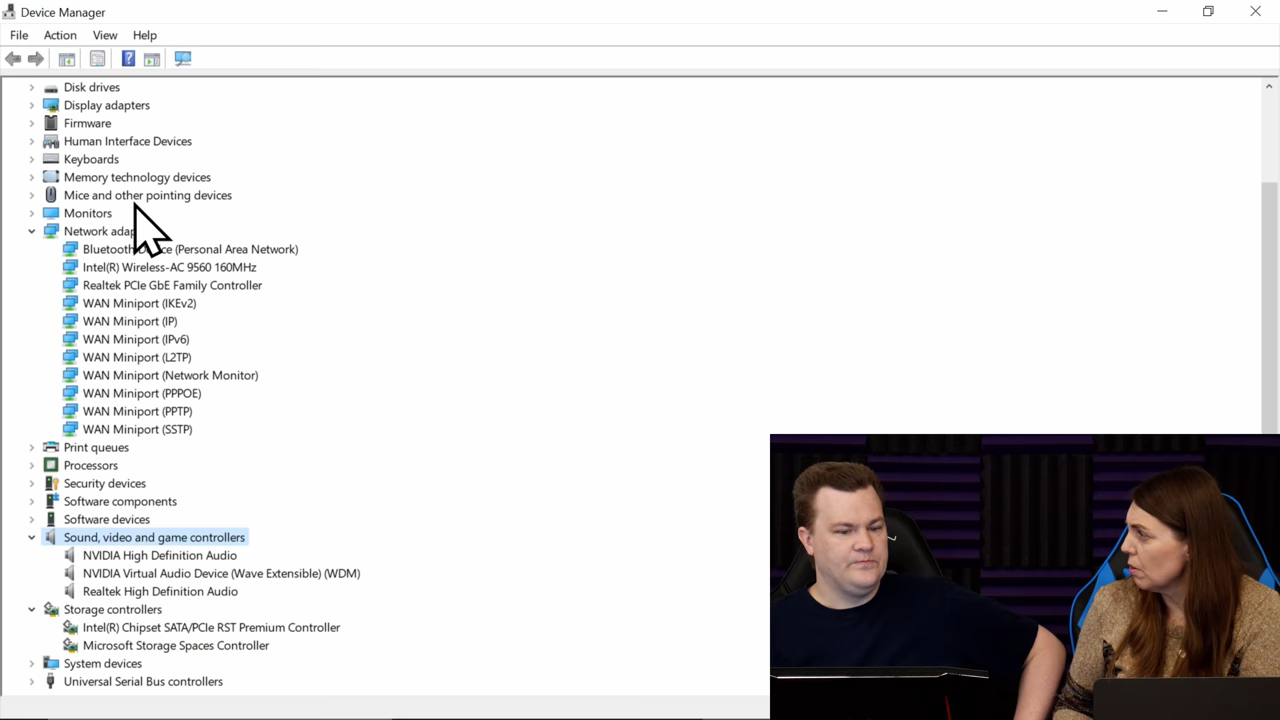 Device Manager
File Action View Help
Disk drives
Display adapters
Firmware
Human Interface Devices
Keyboards
Memory technology devices
Mice and other pointing devices
Monitors
Network adap
Bluetooth (Personal Area Network)
Intel(R) Wireless-AC 9560 160MHz
Realtek PCIe GbE Family Controller
WAN Miniport (IKEv2)
WAN Miniport (IP)
WAN Miniport (IPv6)
WAN Miniport (L2TP)
WAN Miniport (Network Monitor)
WAN Miniport (PPPOE)
WAN Miniport (PPTP)
WAN Miniport (SSTP)
Print queues
Processors
Security devices
Software components
Software devices
Sound, video and game controllers
NVIDIA High Definition Audio
NVIDIA Virtual Audio Device (Wave Extensible) (WDM)
Realtek High Definition Audio
Storage controllers
Intel(R) Chipset SATA/PCIe RST Premium Controller
Microsoft Storage Spaces Controller
System devices
Universal Serial Bus controllers